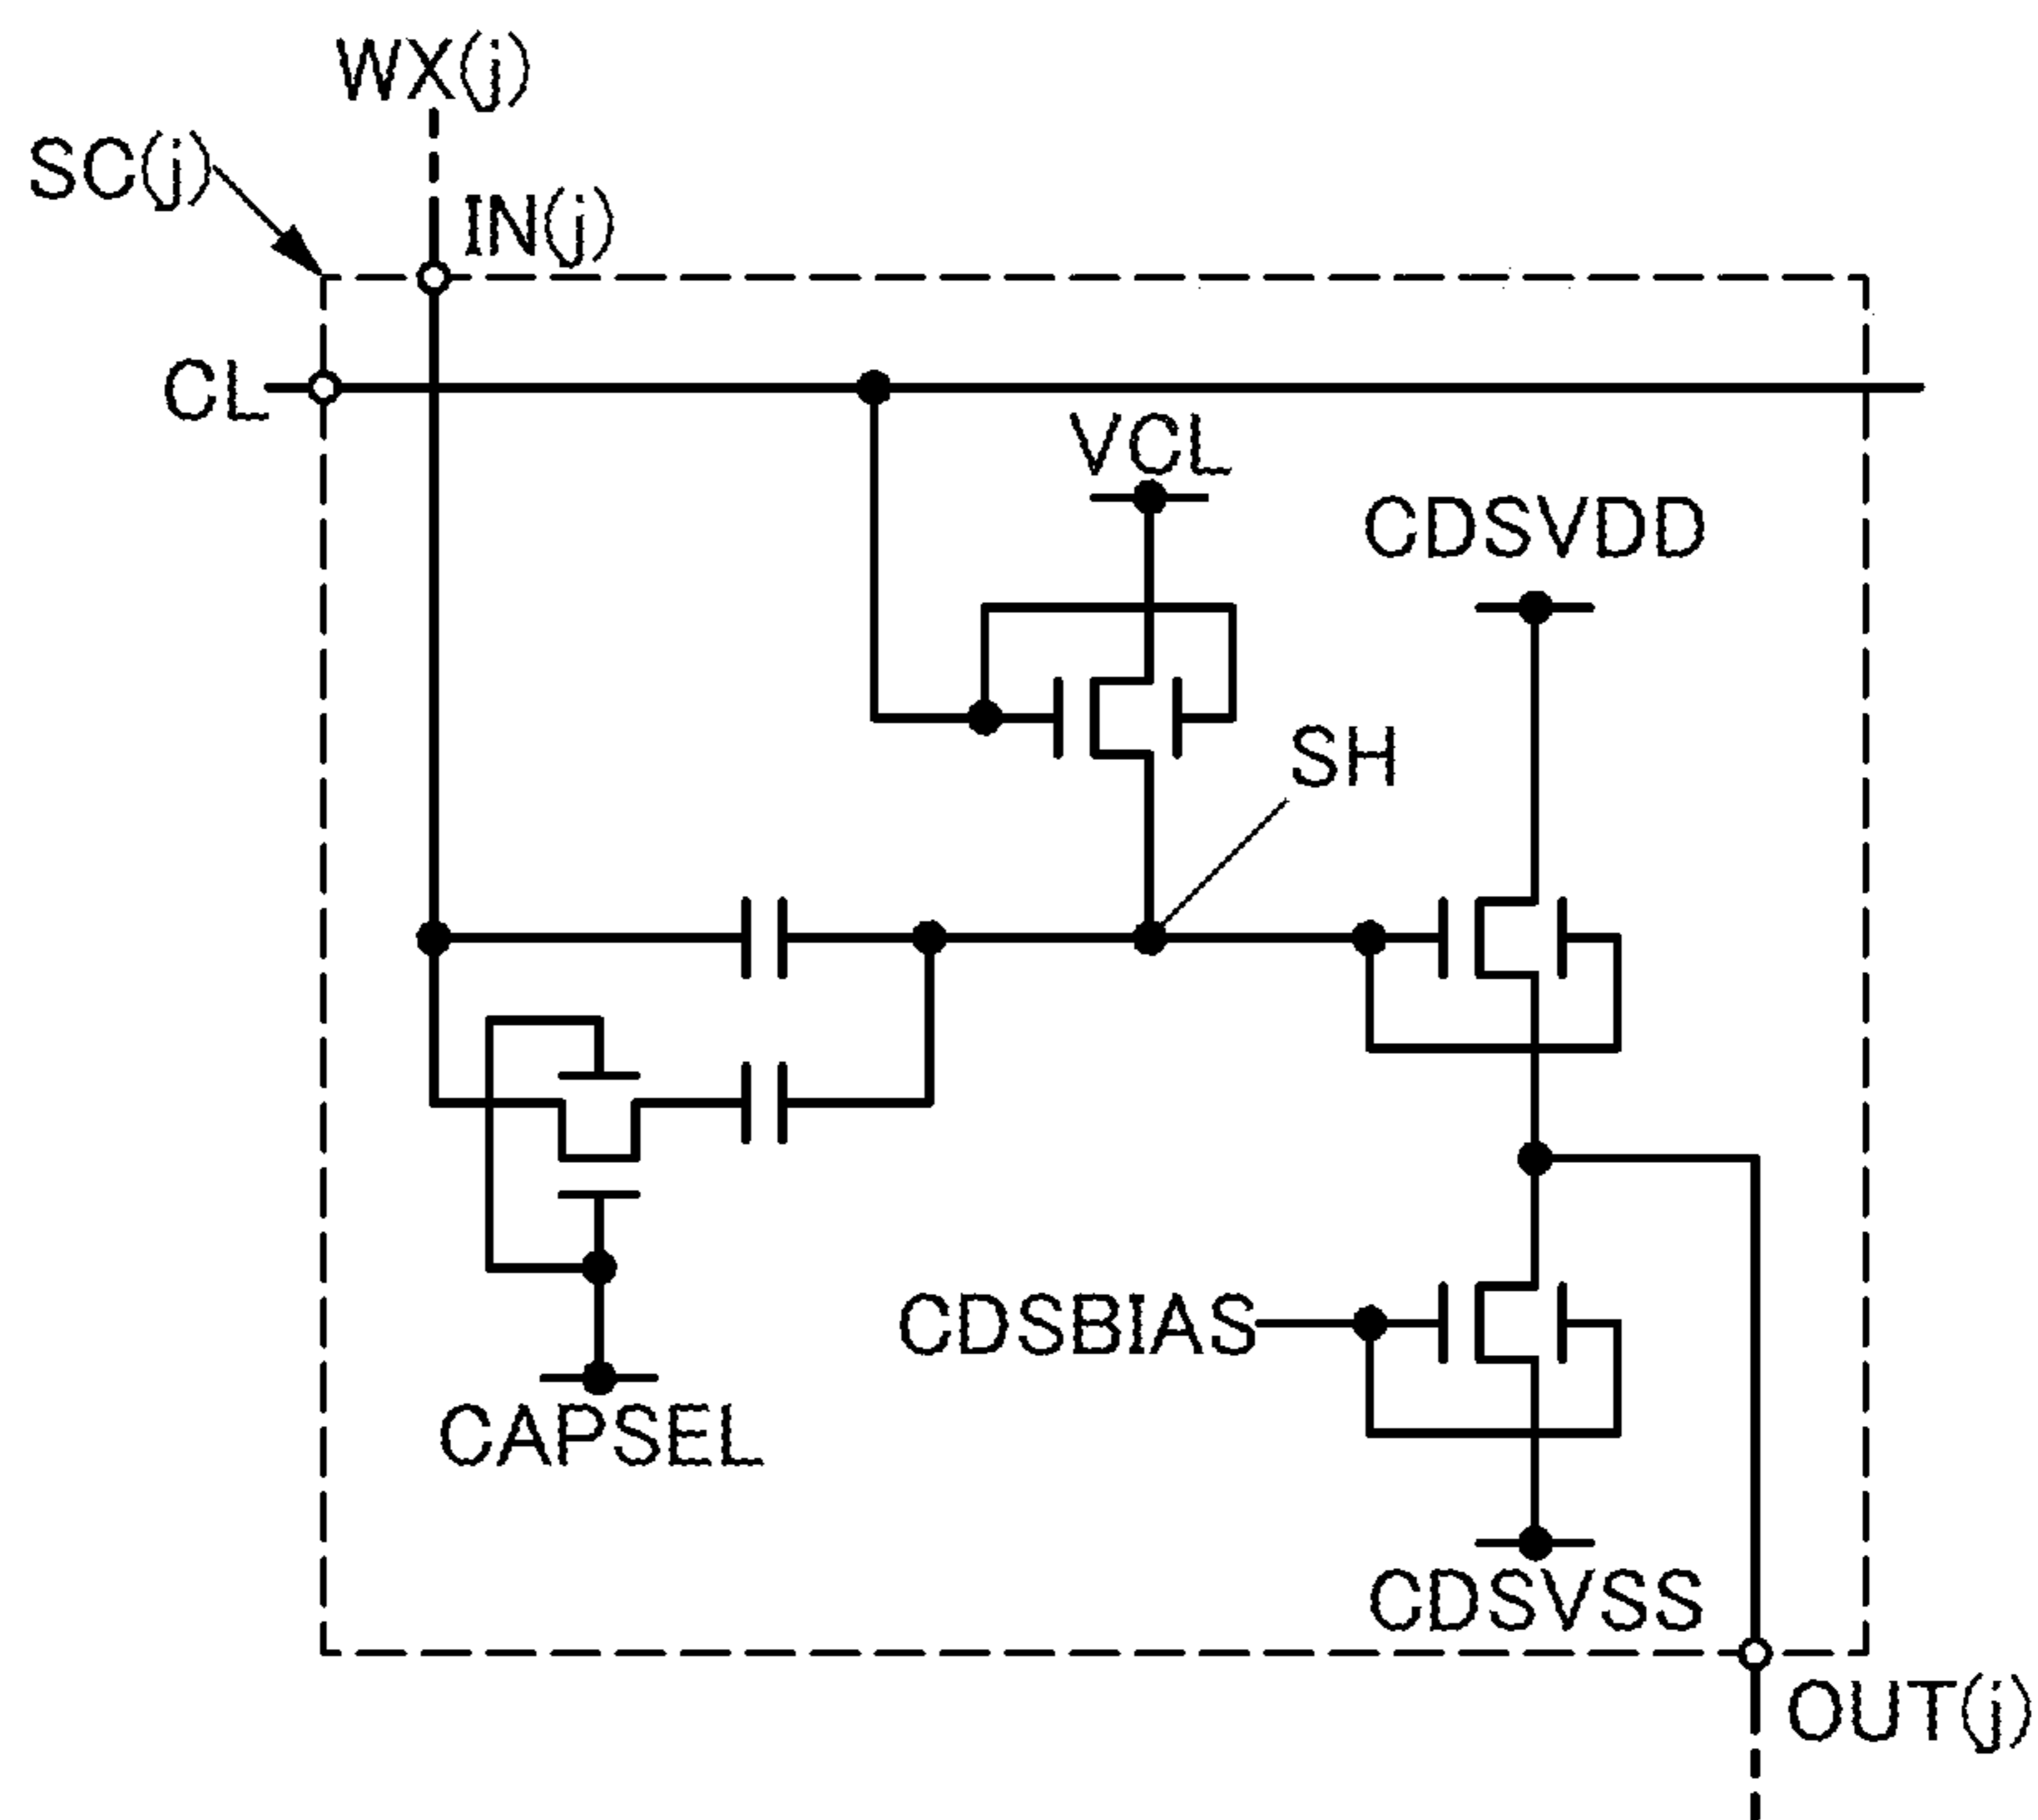 WX(j)
SC(j)
IN(j)
CL
VCL
CDSVDD
SH
CDSBIAS
CAPSEL
CDSVSS
OUT(j)